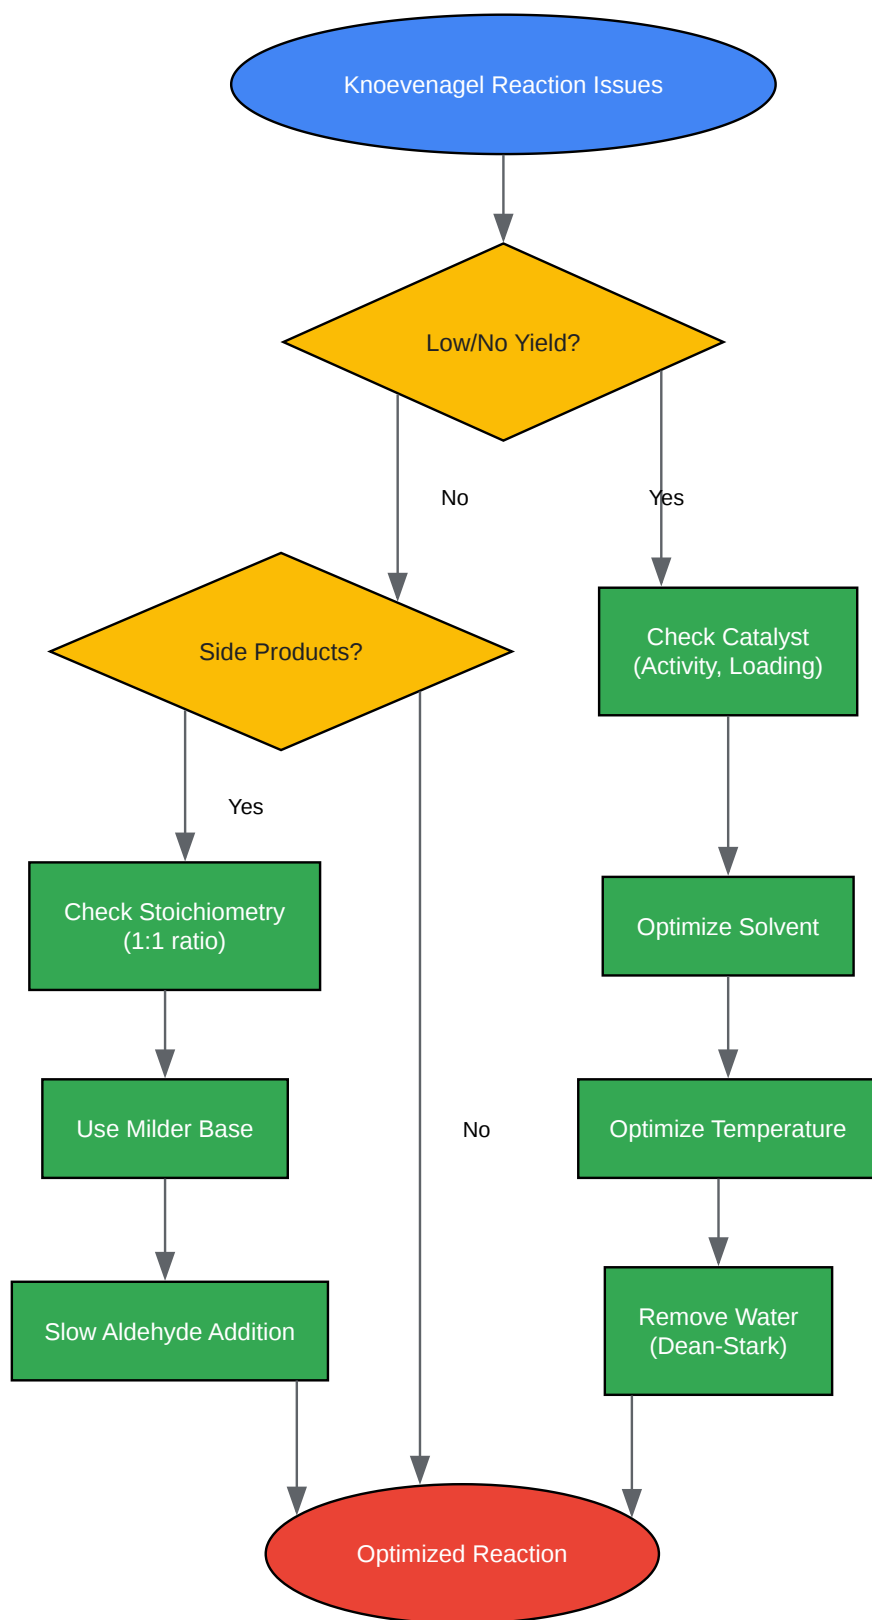 Knoevenagel Reaction Issues
Low/No Yield?
No
Yes
Side Products?
Check Catalyst
(Activity, Loading)
Yes
Check Stoichiometry
(1:1 ratio)
Optimize Solvent
Use Milder Base
No
Optimize Temperature
Slow Aldehyde Addition
Remove Water
(Dean-Stark)
Optimized Reaction